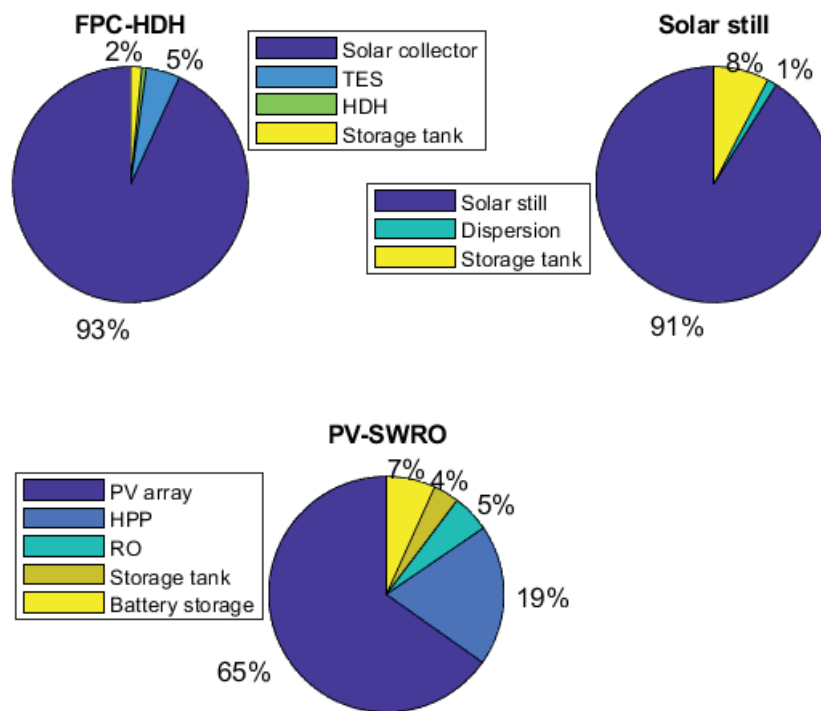 FPC-HDH
2%
5%
93%
Solar collector
TES
HDH
Storage tank
Solar still
8%
1%
91%
Solar still
Dispersion
Storage tank
PV-SWRO
7%
4%
5%
19%
65%
PV array
HPP
RO
Storage tank
Battery storage